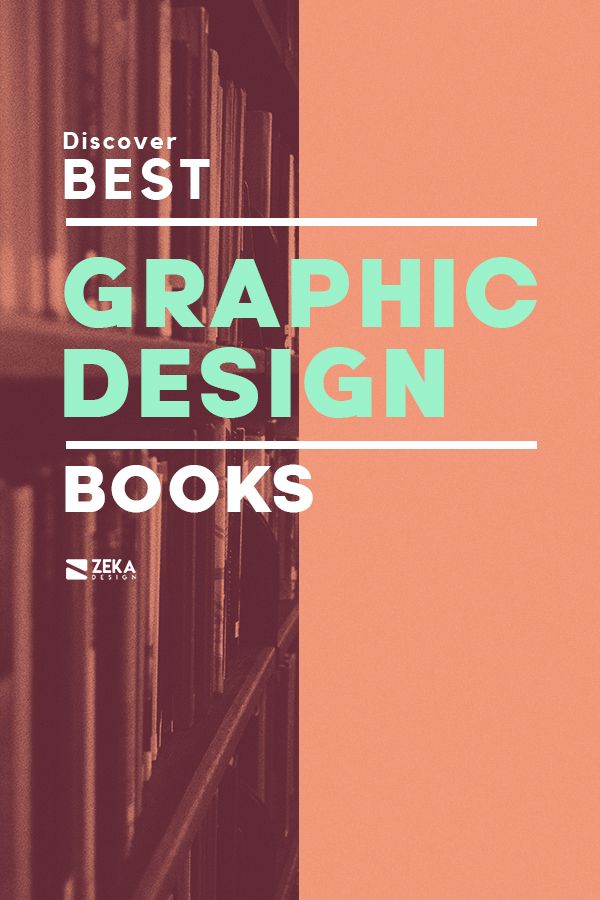 Discover
BEST
GRAPHIC
DESIGN
BOOKS
ZEKA
DESIGN